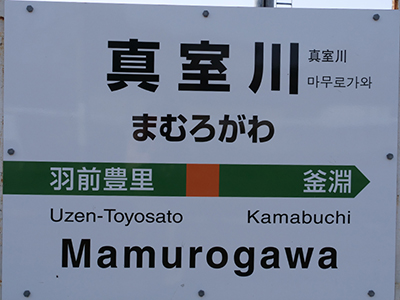 真室川
真室川
마무로가와
まむろがわ
羽前豊里 釜淵
Uzen-Toyosato Kamabuchi
Mamurogawa